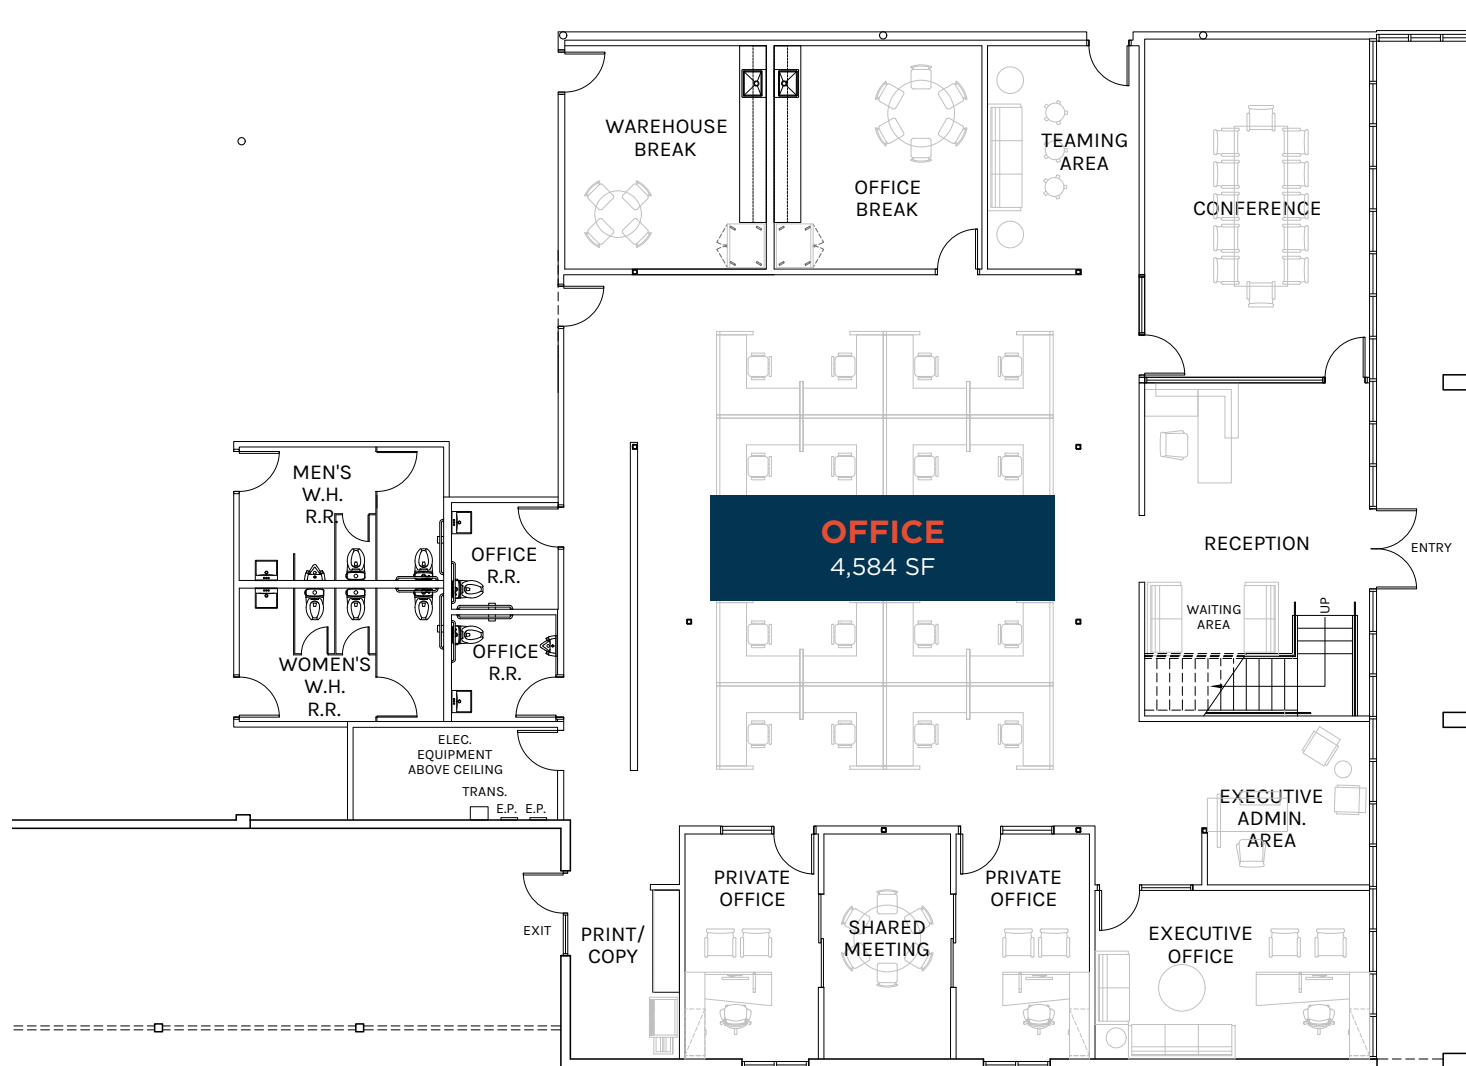 WAREHOUSE
BREAK
OFFICE
BREAK
TEAMING
AREA
CONFERENCE
MEN'S
W.H.
R.R.
OFFICE
R.R.
OFFICE
4,584 SF
RECEPTION
ENTRY
WAITING
AREA
UP
WOMEN'S
W.H.
R.R.
OFFICE
R.R.
ELEC.
EQUIPMENT
ABOVE CEILING
TRANS.
E.P. E.P.
EXECUTIVE
ADMIN.
AREA
PRIVATE
OFFICE
PRIVATE
OFFICE
EXIT
PRINT/
COPY
SHARED
MEETING
EXECUTIVE
OFFICE